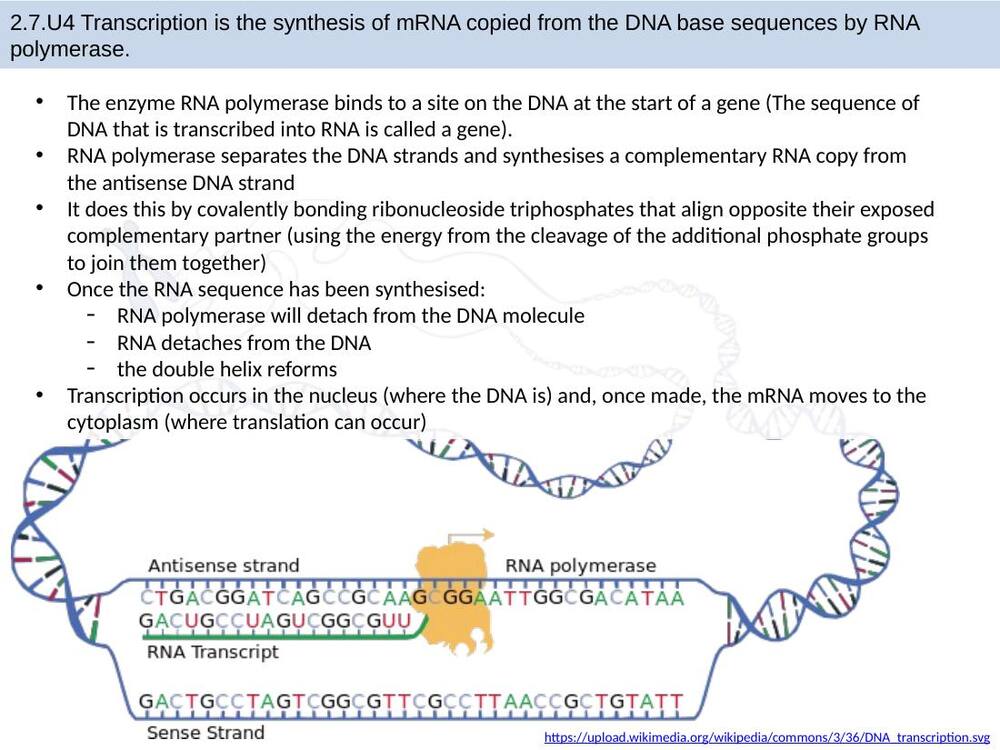 2.7.U4 Transcription is the synthesis of mRNA copied from the DNA base sequences by RNA
polymerase.
• The enzyme RNA polymerase binds to a site on the DNA at the start of a gene (The sequence of
DNA that is transcribed into RNA is called a gene).
• RNA polymerase separates the DNA strands and synthesises a complementary RNA copy from
the antisense DNA strand
• It does this by covalently bonding ribonucleoside triphosphates that align opposite their exposed
complementary partner (using the energy from the cleavage of the additional phosphate groups
to join them together)
• Once the RNA sequence has been synthesised:
- RNA polymerase will detach from the DNA molecule
- RNA detaches from the DNA
- the double helix reforms
• Transcription occurs in the nucleus (where the DNA is) and, once made, the mRNA moves to the
cytoplasm (where translation can occur)
Antisense strand
RNA polymerase
CTGACGGATCAGCCGCAAGCGGAATTGGCGACATAA
GACUGCCUAGUCGGCGUU
RNA Transcript
GACTGCCTAGTCGGCGTTCGCCTTAACCGCTGTATT
Sense Strand
https://upload.wikimedia.org/wikipedia/commons/3/36/DNA_transcription.svg